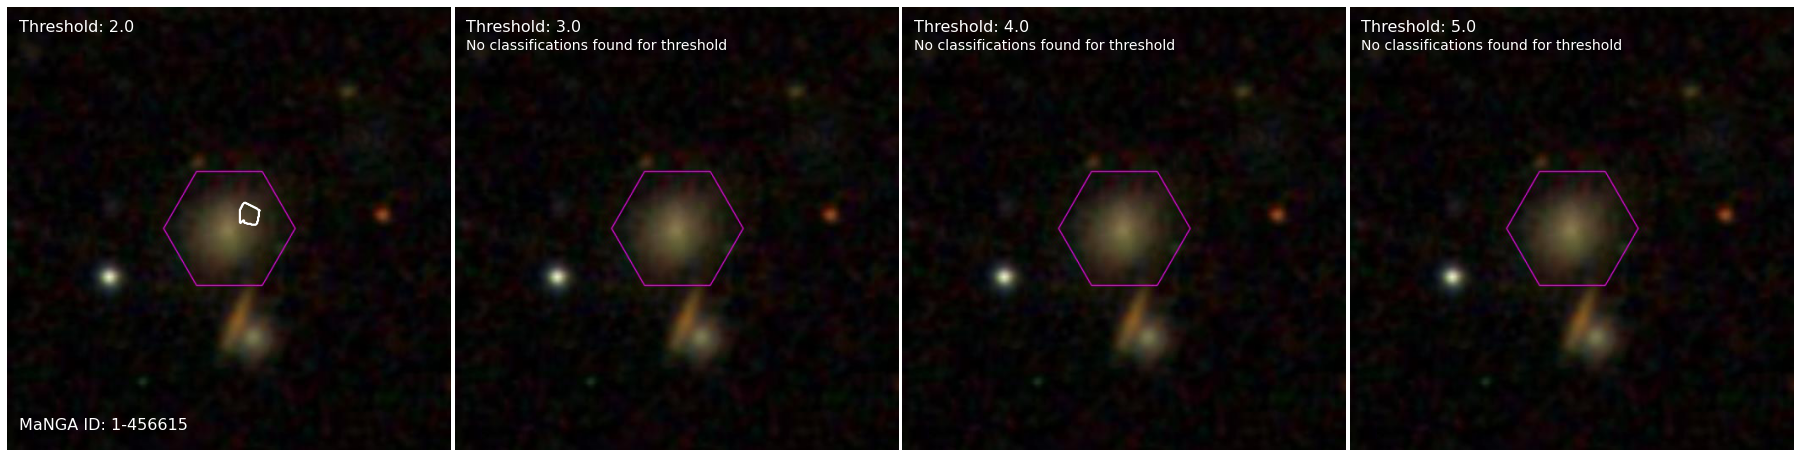 Threshold: 2.0
MaNGA ID: 1-456615
Threshold: 3.0
No classifications found for threshold
Threshold: 4.0
No classifications found for threshold
Threshold: 5.0
No classifications found for threshold